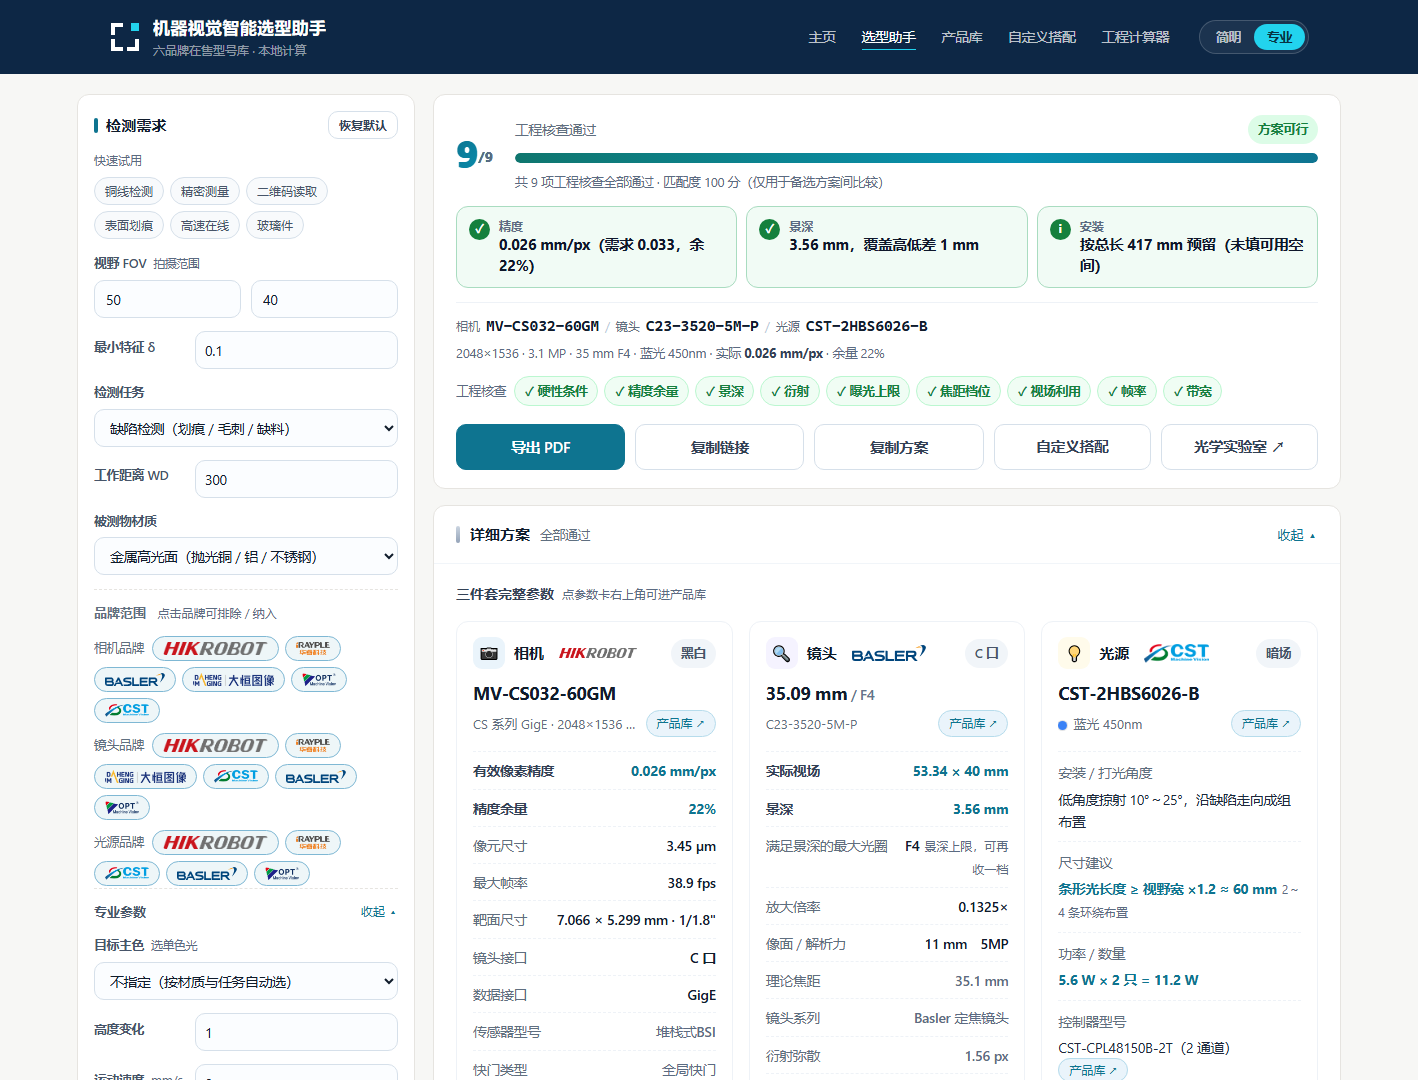 机器视觉智能选型助手
六品牌在售型号库 · 本地计算
主页
选型助手
产品库
自定义搭配
工程计算器
简明
专业
检测需求
恢复默认
快速试用
铜线检测
精密测量
二维码读取
表面划痕
高速在线
玻璃件
视野 FOV 拍摄范围
50
40
最小特征 δ
0.1
检测任务
缺陷检测（划痕 / 毛刺 / 缺料）
工作距离 WD
300
被测物材质
金属高光面（抛光铜 / 铝 / 不锈钢）
品牌范围 点击品牌可排除 / 纳入
相机品牌
HIKROBOT
iRAYPLE 华睿科技
BASLER
DAHENG IMAGING 大恒图像
OPT Machine Vision
CST
镜头品牌
HIKROBOT
iRAYPLE 华睿科技
DAHENG IMAGING 大恒图像
CST
BASLER
OPT Machine Vision
光源品牌
HIKROBOT
iRAYPLE 华睿科技
CST
BASLER
OPT Machine Vision
专业参数
收起 ▲
目标主色 选单色光
不指定（按材质与任务自动选）
高度变化
1
运动速度 mm/s
9/9
工程核查通过
方案可行
共 9 项工程核查全部通过 · 匹配度 100 分（仅用于备选方案间比较）
✓ 精度
0.026 mm/px（需求 0.033，余
22%）
✓ 景深
3.56 mm，覆盖高低差 1 mm
i 安装
按总长 417 mm 预留（未填可用空
间）
相机 MV-CS032-60GM / 镜头 C23-3520-5M-P / 光源 CST-2HBS6026-B
2048×1536 · 3.1 MP · 35 mm F4 · 蓝光 450nm · 实际 0.026 mm/px · 余量 22%
工程核查
✓ 硬性条件
✓ 精度余量
✓ 景深
✓ 衍射
✓ 曝光上限
✓ 焦距档位
✓ 视场利用
✓ 帧率
✓ 带宽
导出 PDF
复制链接
复制方案
自定义搭配
光学实验室 ↗
详细方案 全部通过
收起 ▲
三件套完整参数 点参数卡右上角可进产品库
相机
HIKROBOT
黑白
MV-CS032-60GM
CS 系列 GigE · 2048×1536 ...
产品库 ↗
有效像素精度 0.026 mm/px
精度余量 22%
像元尺寸 3.45 μm
最大帧率 38.9 fps
靶面尺寸 7.066 × 5.299 mm · 1/1.8"
镜头接口 C 口
数据接口 GigE
传感器型号 堆栈式BSI
快门类型 全局快门
镜头
BASLER
C 口
35.09 mm / F4
C23-3520-5M-P
产品库 ↗
实际视场 53.34 × 40 mm
景深 3.56 mm
满足景深的最大光圈 F4 景深上限，可再
收一档
放大倍率 0.1325×
像面 / 解析力 11 mm 5MP
理论焦距 35.1 mm
镜头系列 Basler 定焦镜头
衍射弥散 1.56 px
光源
CST Machine Vision
暗场
CST-2HBS6026-B
蓝光 450nm
产品库 ↗
安装 / 打光角度
低角度掠射 10°～25°，沿缺陷走向成组
布置
尺寸建议
条形光长度 ≥ 视野宽 ×1.2 ≈ 60 mm 2～
4 条环绕布置
功率 / 数量
5.6 W × 2 只 = 11.2 W
控制器型号
CST-CPL48150B-2T（2 通道）
产品库 ↗